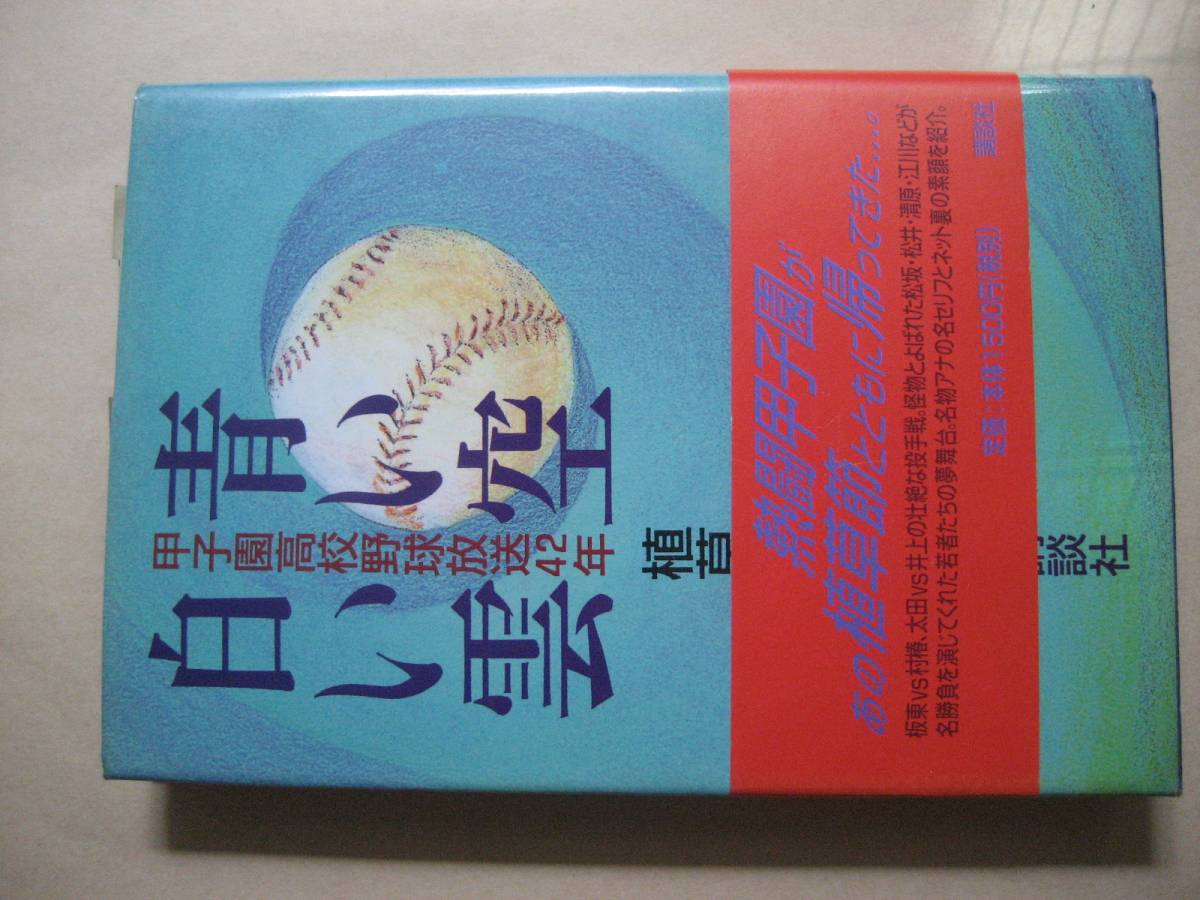 青い空
甲子園高校野球放送42年
白い雲
植草
談社
熱闘甲子園が
あの植草節とともに帰ってきた…。
板東VS村椿、太田VS井上の壮絶な投手戦。怪物とよばれた松坂・松井・清原・江川などが
名勝負を演じてくれた若者たちの夢舞台。名物アナの名セリフとネット裏の素顔を紹介。
定価：本体1500円(税別)
講談社